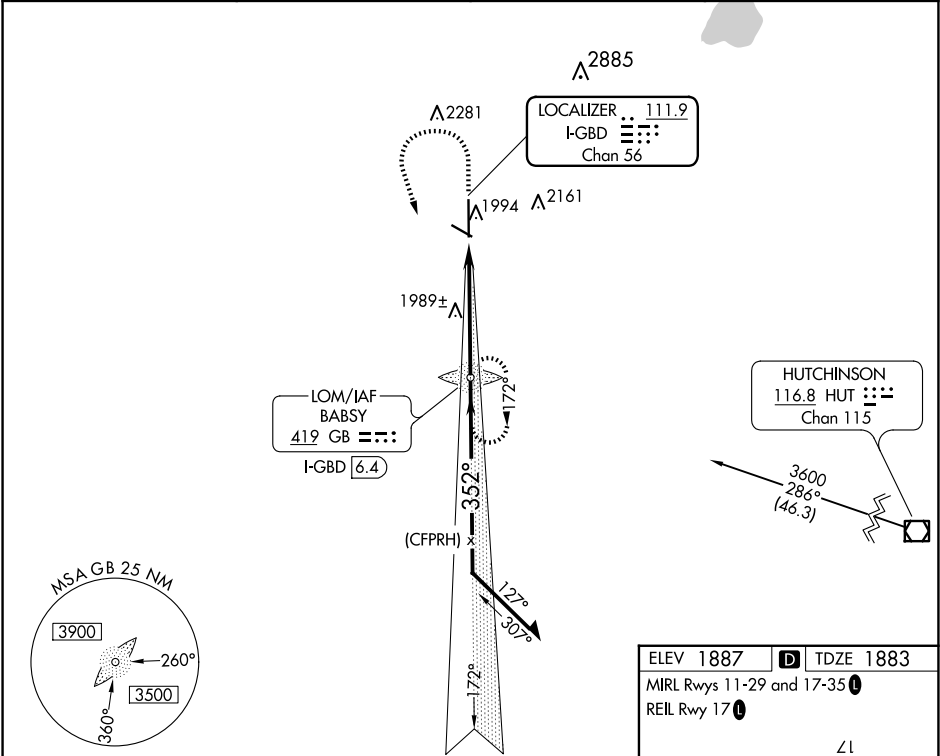 2885
LOCALIZER 111.9
I-GBD
Chan 56
2281
1994
2161
1989±
172°
LOM/IAF
BABSY
419 GB
I-GBD 6.4
HUTCHINSON
116.8 HUT
Chan 115
3600
286°
(46.3)
352°
(CFPRH) x
127°
307°
172°
MSA GB 25 NM
3900
260°
3500
360°
ELEV 1887 D TDZE 1883
MIRL Rwys 11-29 and 17-35 L
REIL Rwy 17 L
17